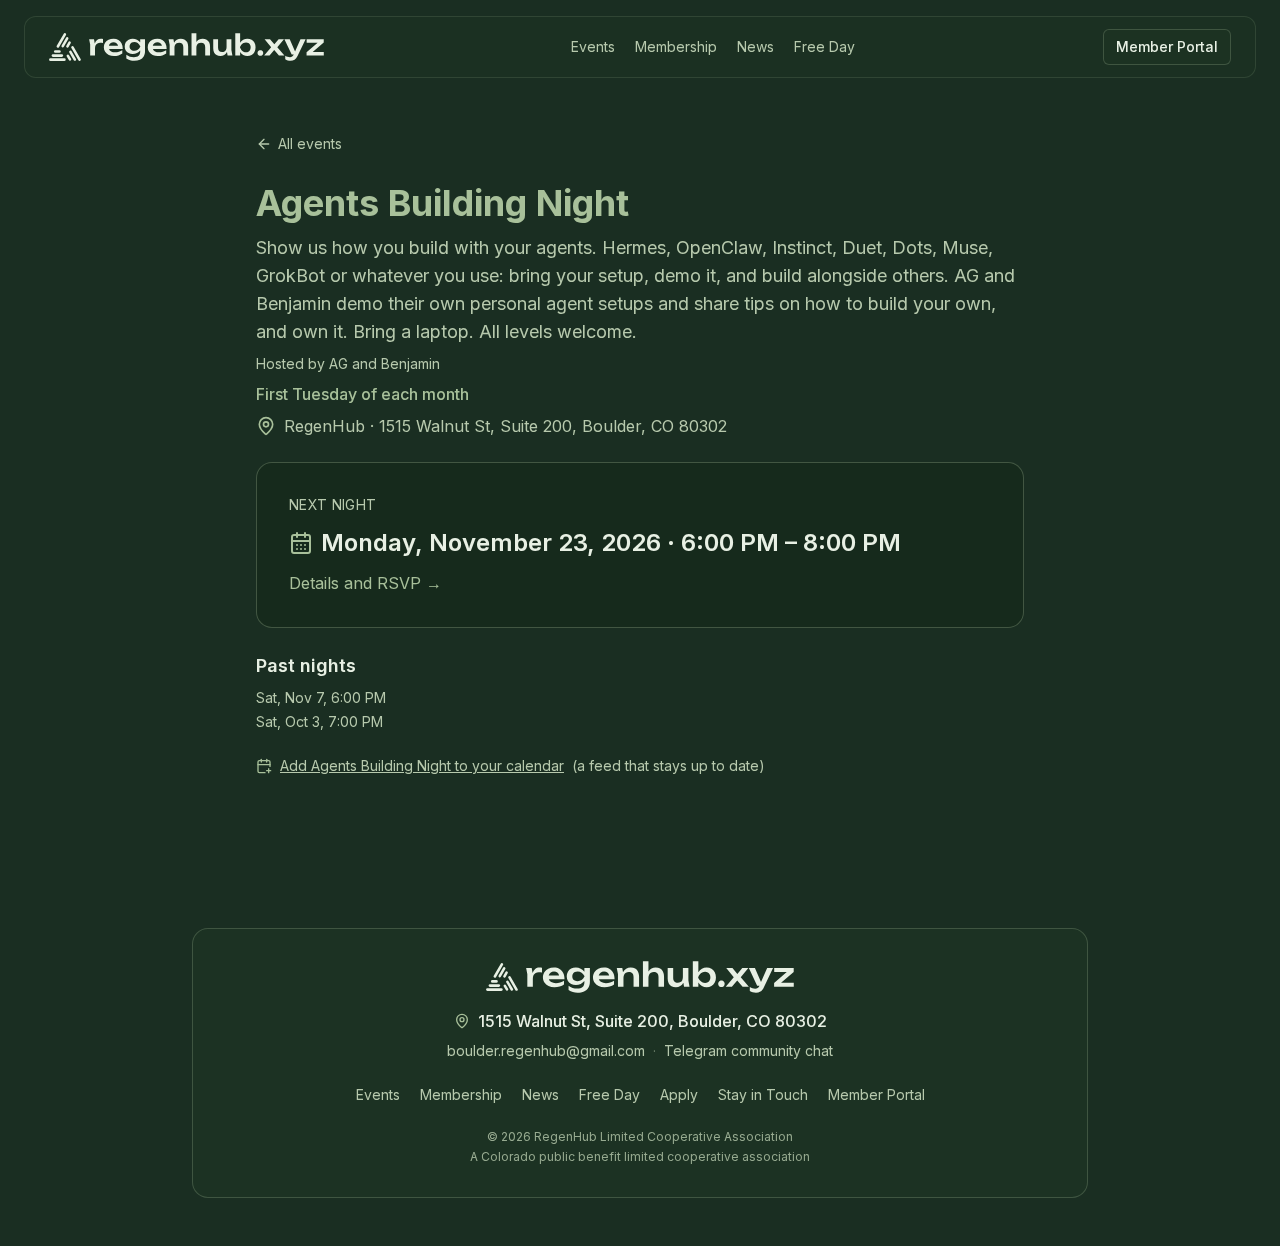 regenhub.xyz
Events Membership News Free Day
Member Portal
← All events
Agents Building Night
Show us how you build with your agents. Hermes, OpenClaw, Instinct, Duet, Dots, Muse,
GrokBot or whatever you use: bring your setup, demo it, and build alongside others. AG and
Benjamin demo their own personal agent setups and share tips on how to build your own,
and own it. Bring a laptop. All levels welcome.
Hosted by AG and Benjamin
First Tuesday of each month
RegenHub · 1515 Walnut St, Suite 200, Boulder, CO 80302
NEXT NIGHT
Monday, November 23, 2026 · 6:00 PM – 8:00 PM
Details and RSVP →
Past nights
Sat, Nov 7, 6:00 PM
Sat, Oct 3, 7:00 PM
Add Agents Building Night to your calendar (a feed that stays up to date)
regenhub.xyz
1515 Walnut St, Suite 200, Boulder, CO 80302
boulder.regenhub@gmail.com · Telegram community chat
Events Membership News Free Day Apply Stay in Touch Member Portal
© 2026 RegenHub Limited Cooperative Association
A Colorado public benefit limited cooperative association